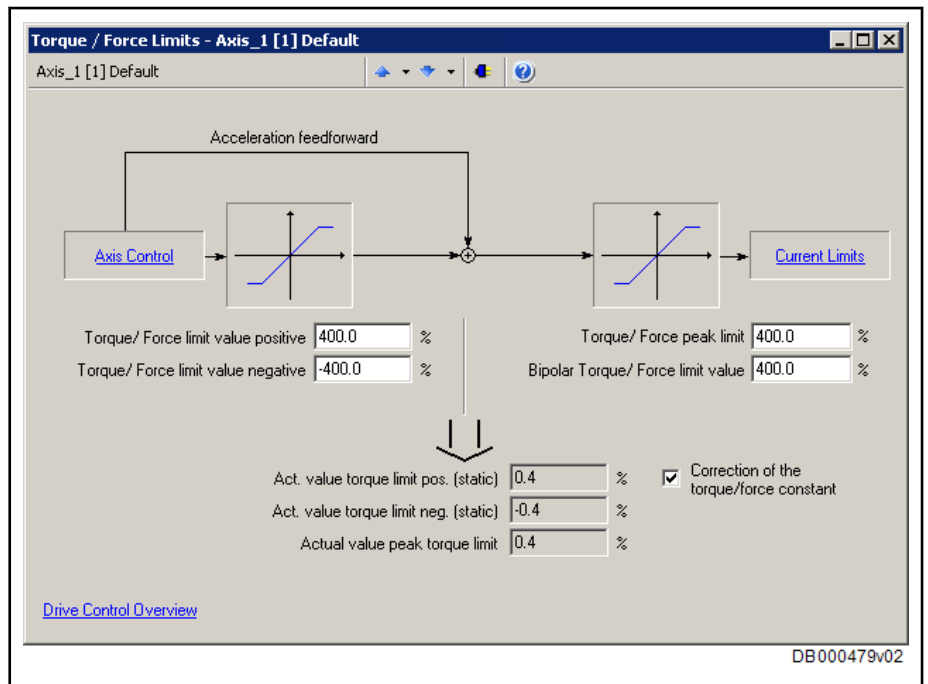 Torque / Force Limits - Axis_1 [1] Default
Axis_1 [1] Default
Acceleration feedforward
Axis Control
Current Limits
Torque/ Force limit value positive 400.0 %
Torque/ Force peak limit 400.0 %
Torque/ Force limit value negative -400.0 %
Bipolar Torque/ Force limit value 400.0 %
Act. value torque limit pos. (static) 0.4 %
Correction of the
torque/force constant
Act. value torque limit neg. (static) -0.4 %
Actual value peak torque limit 0.4 %
Drive Control Overview
DB000479v02